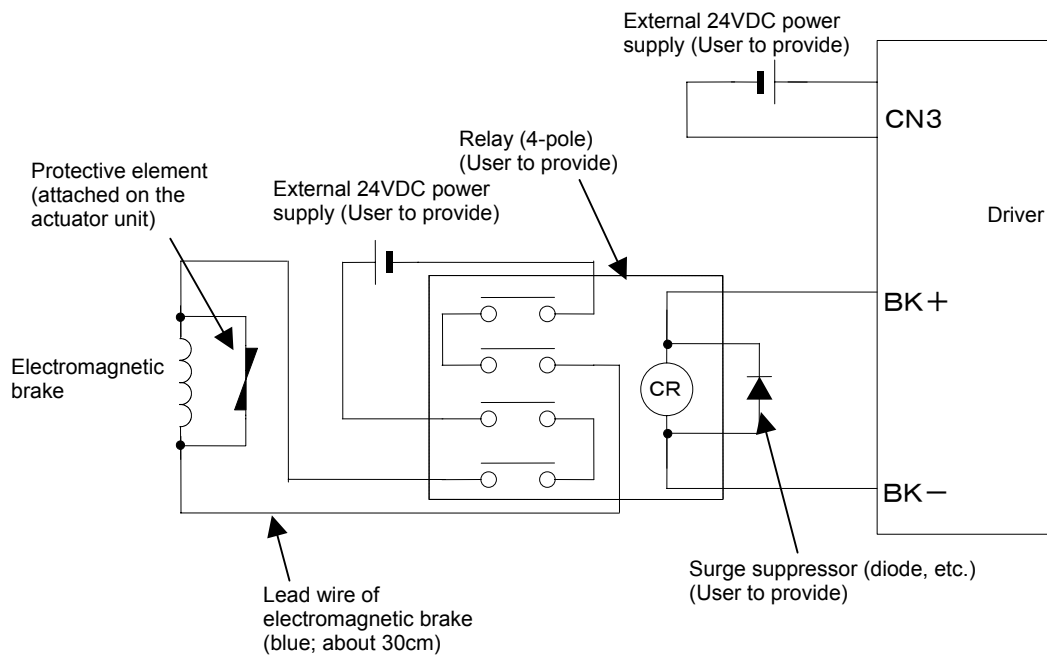 External 24VDC power
supply (User to provide)
CN3
Relay (4-pole)
(User to provide)
Protective element
(attached on the
actuator unit)
External 24VDC power
supply (User to provide)
Driver
BK+
Electromagnetic
brake
CR
BK−
Surge suppressor (diode, etc.)
(User to provide)
Lead wire of
electromagnetic brake
(blue; about 30cm)